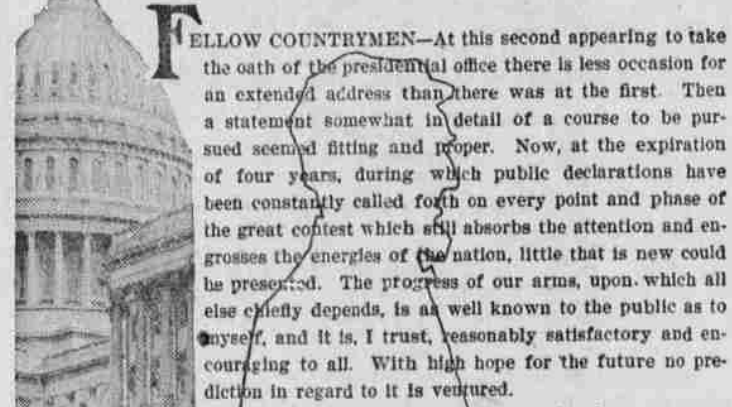 FELLOW COUNTRYMEN—At this second appearing to take
the oath of the presidential office there is less occasion for
an extended address than there was at the first. Then
a statement somewhat in detail of a course to be pur-
sued seemed fitting and proper. Now, at the expiration
of four years, during which public declarations have
been constantly called forth on every point and phase of
the great contest which still absorbs the attention and en-
grosses the energies of the nation, little that is new could
be presented. The progress of our arms, upon which all
else chiefly depends, is as well known to the public as to
myself, and it is, I trust, reasonably satisfactory and en-
couraging to all. With high hope for the future no pre-
diction in regard to it is ventured.